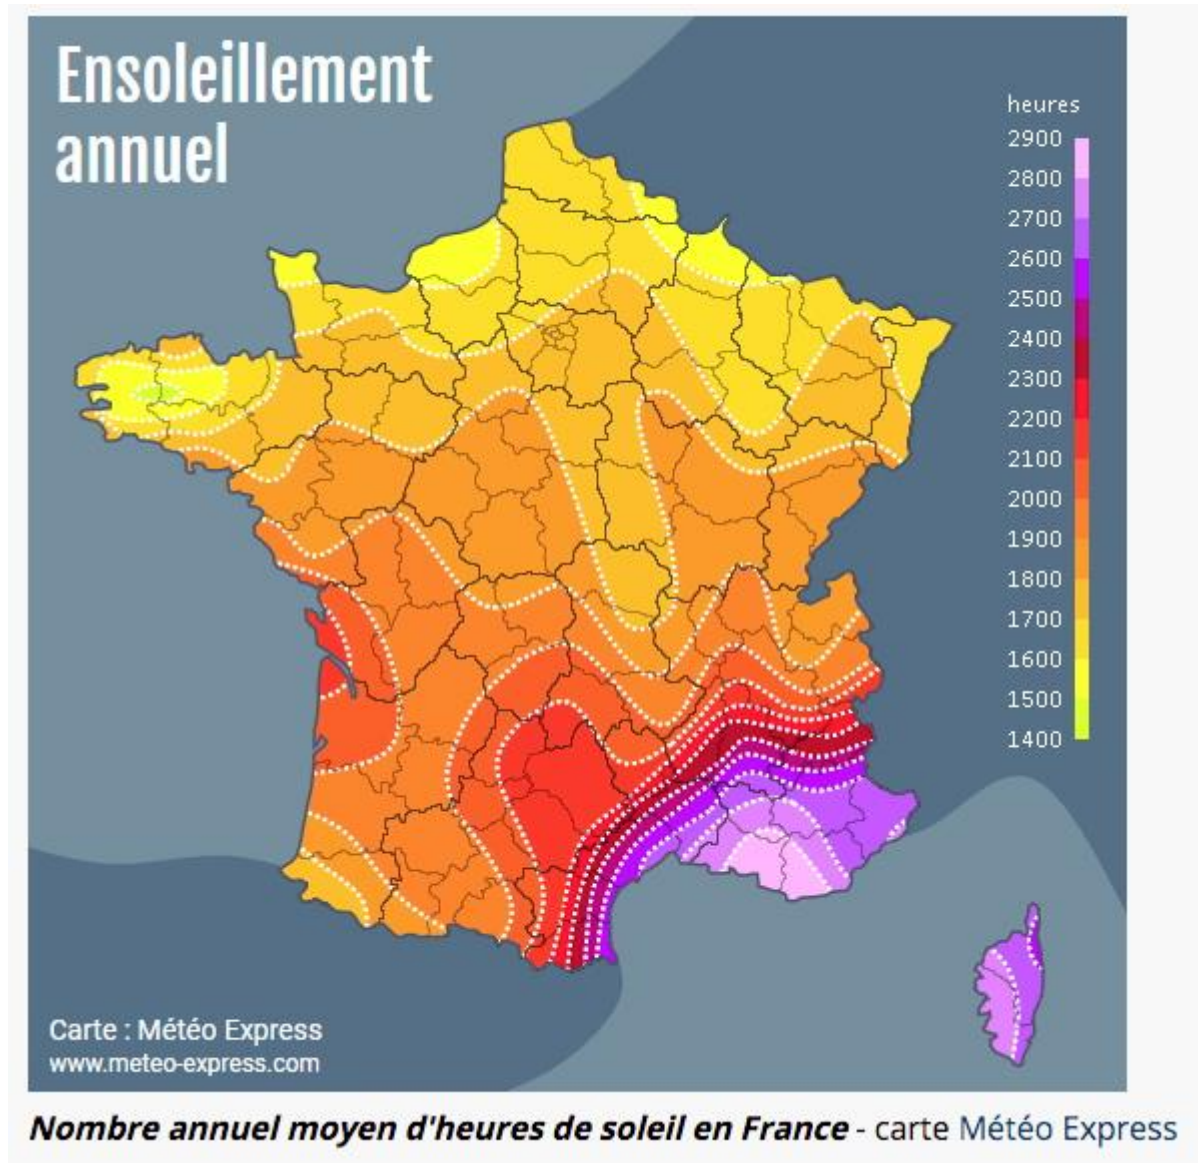 Ensoleillement
annuel
heures
2900
2800
2700
2600
2500
2400
2300
2200
2100
2000
1900
1800
1700
1600
1500
1400
Carte : Météo Express
www.meteo-express.com
Nombre annuel moyen d'heures de soleil en France - carte Météo Express